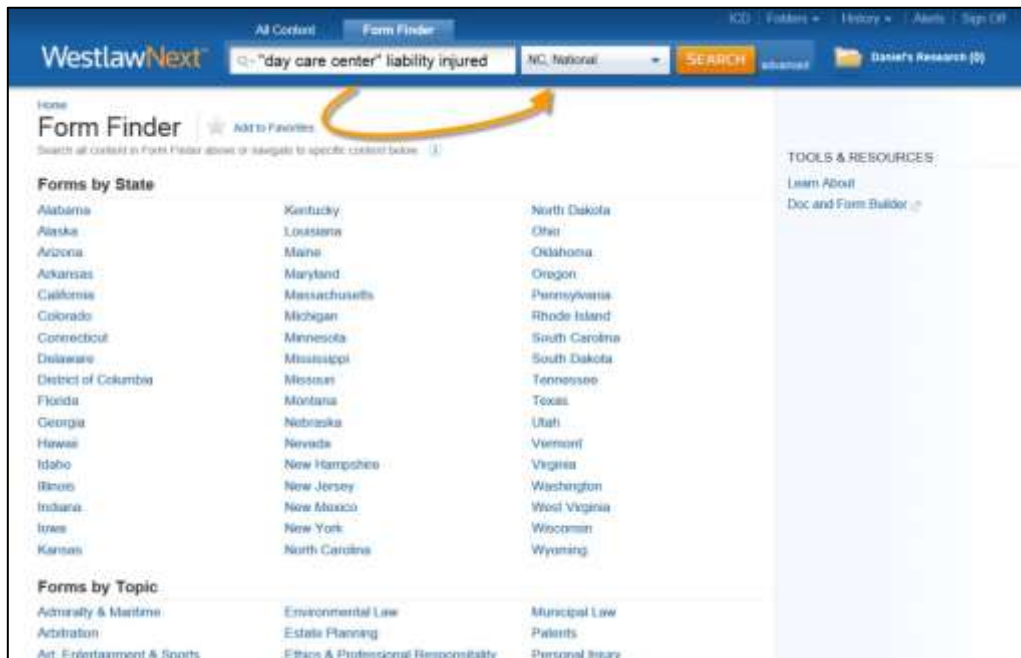 All Content Form Finder
ICD Folders History Alerts Sign Off
WestlawNext
"day care center" liability injured
NC, National
SEARCH
advanced
Daniel's Research (0)
Home
Form Finder
Add to Favorites
Search all content in Form Finder above or navigate to specific content below.
TOOLS & RESOURCES
Learn About
Doc and Form Builder
Forms by State
Alabama Kentucky North Dakota
Alaska Louisiana Ohio
Arizona Maine Oklahoma
Arkansas Maryland Oregon
California Massachusetts Pennsylvania
Colorado Michigan Rhode Island
Connecticut Minnesota South Carolina
Delaware Mississippi South Dakota
District of Columbia Missouri Tennessee
Florida Montana Texas
Georgia Nebraska Utah
Hawaii Nevada Vermont
Idaho New Hampshire Virginia
Illinois New Jersey Washington
Indiana New Mexico West Virginia
Iowa New York Wisconsin
Kansas North Carolina Wyoming
Forms by Topic
Admiralty & Maritime Environmental Law Municipal Law
Arbitration Estate Planning Patents
Art, Entertainment & Sports Ethics & Professional Responsibility Personal Injury